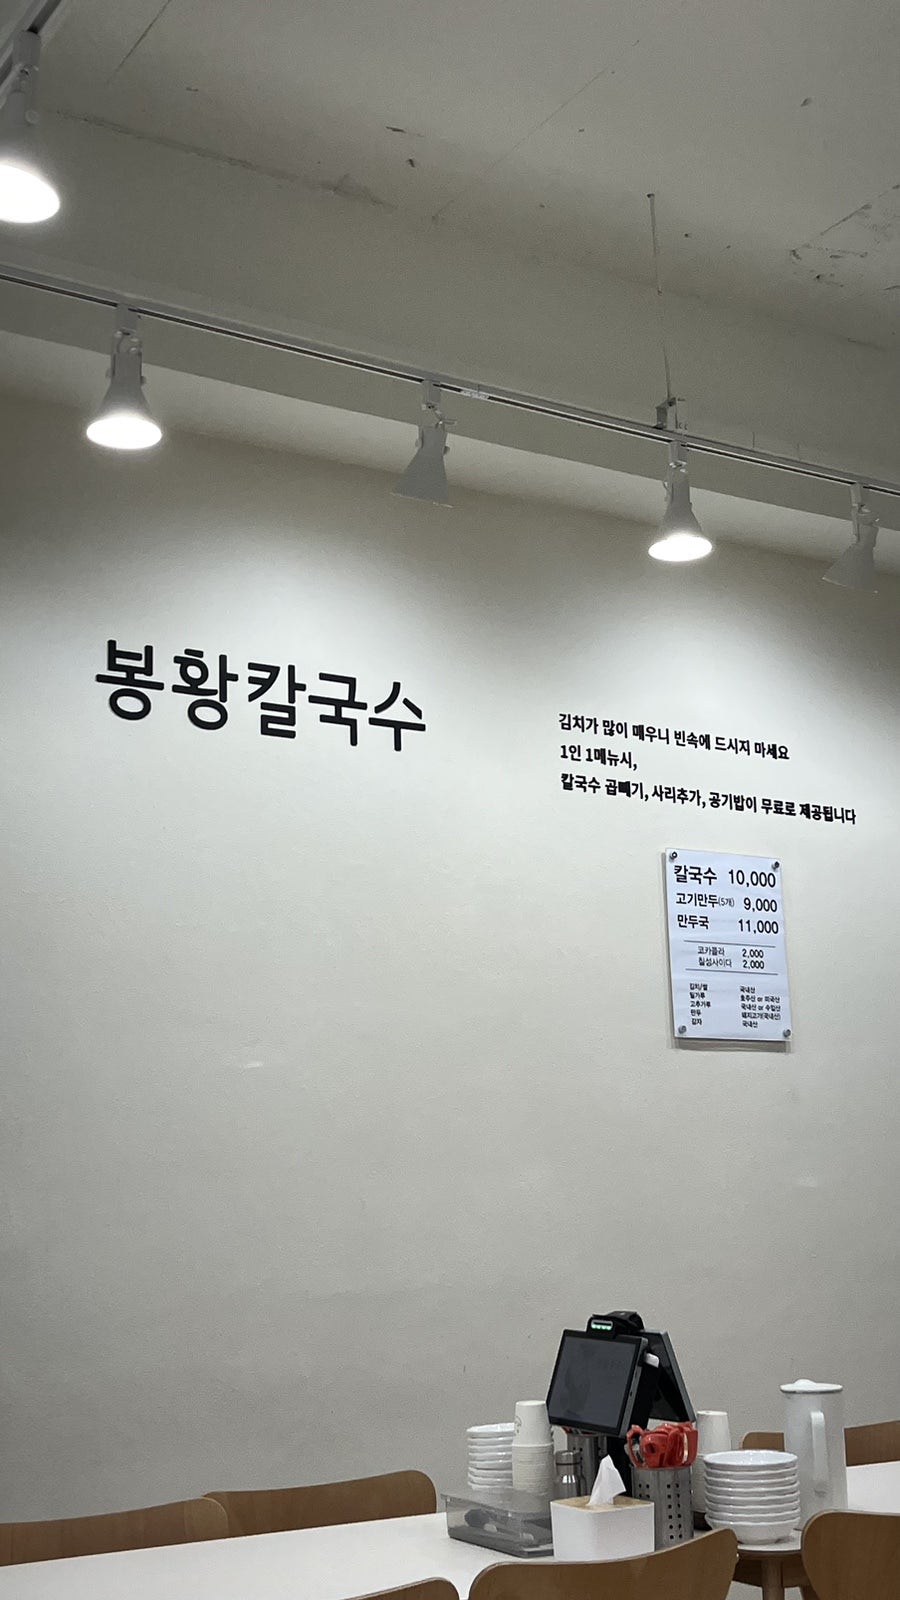 봉황칼국수
김치가 많이 매우니 빈속에 드시지 마세요
1인 1메뉴시,
칼국수 곱빼기, 사리추가, 공기밥이 무료로 제공됩니다
칼국수 10,000
고기만두(5개) 9,000
만두국 11,000
코카콜라 2,000
칠성사이다 2,000
김치/쌀 국내산
밀가루 호주산 or 미국산
고추가루 국내산 or 수입산
만두 돼지고기(국내산)
감자 국내산